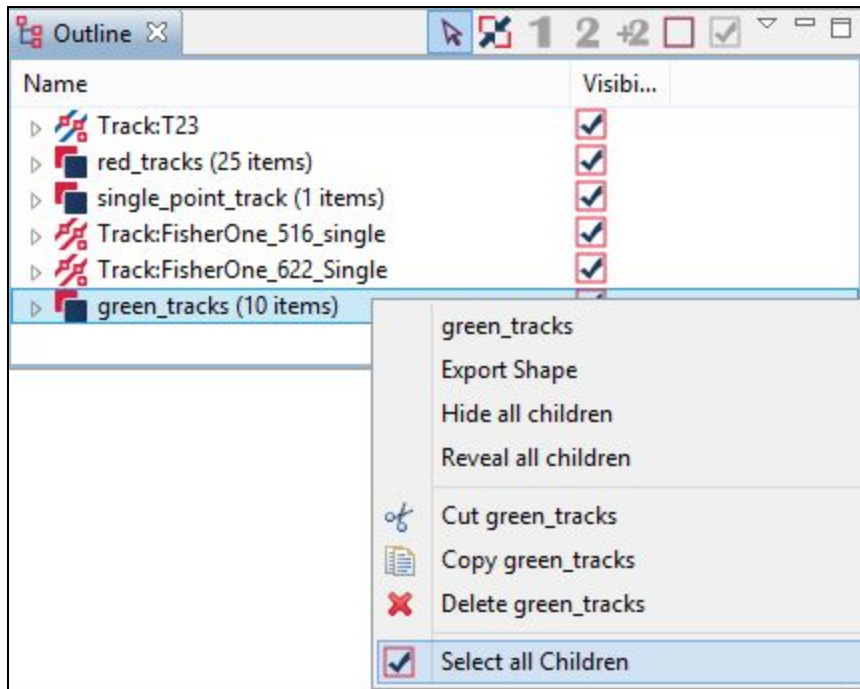 Outline
1 2 +2
Name Visibi...
Track:T23
red_tracks (25 items)
single_point_track (1 items)
Track:FisherOne_516_single
Track:FisherOne_622_Single
green_tracks (10 items)
green_tracks
Export Shape
Hide all children
Reveal all children
Cut green_tracks
Copy green_tracks
Delete green_tracks
Select all Children